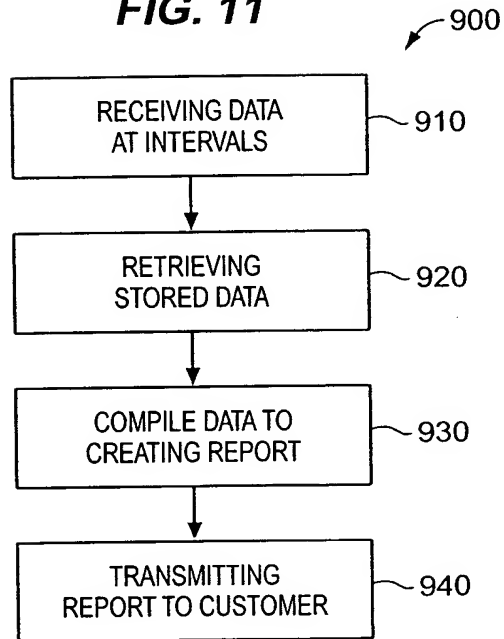 FIG. 11
900
RECEIVING DATA
AT INTERVALS
910
RETRIEVING
STORED DATA
920
COMPILE DATA TO
CREATING REPORT
930
TRANSMITTING
REPORT TO CUSTOMER
940